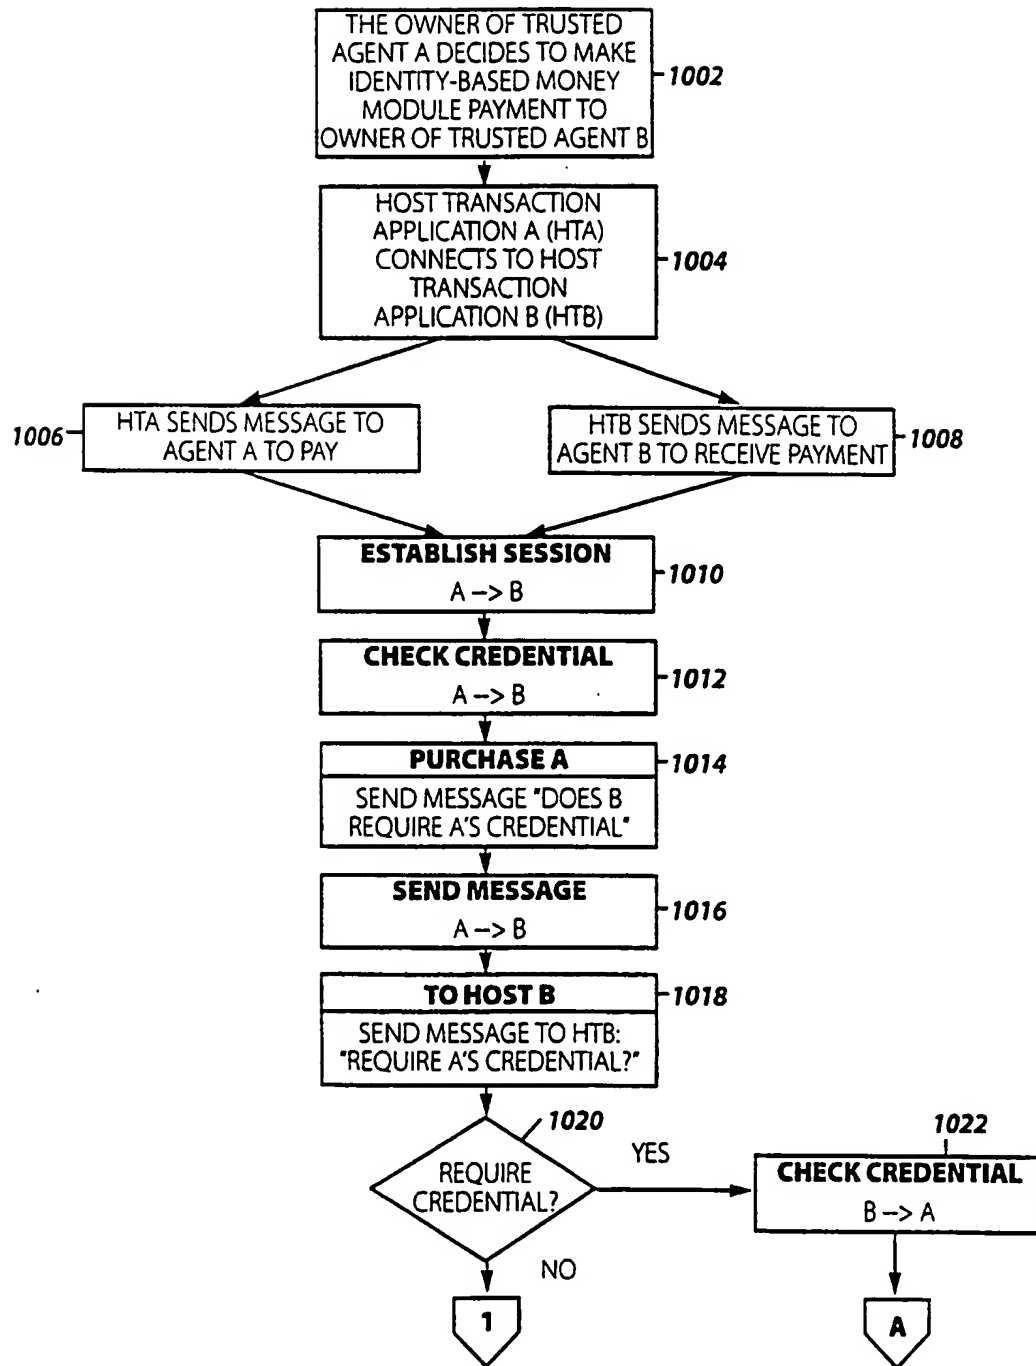 THE OWNER OF TRUSTED
AGENT A DECIDES TO MAKE
IDENTITY-BASED MONEY
MODULE PAYMENT TO
OWNER OF TRUSTED AGENT B
1002
HOST TRANSACTION
APPLICATION A (HTA)
CONNECTS TO HOST
TRANSACTION
APPLICATION B (HTB)
1004
1006
HTA SENDS MESSAGE TO
AGENT A TO PAY
HTB SENDS MESSAGE TO
AGENT B TO RECEIVE PAYMENT
1008
ESTABLISH SESSION
A --> B
1010
CHECK CREDENTIAL
A --> B
1012
PURCHASE A
1014
SEND MESSAGE "DOES B
REQUIRE A'S CREDENTIAL"
SEND MESSAGE
A --> B
1016
TO HOST B
1018
SEND MESSAGE TO HTB:
"REQUIRE A'S CREDENTIAL?"
1020
REQUIRE
CREDENTIAL?
YES
1022
CHECK CREDENTIAL
B --> A
NO
1
A